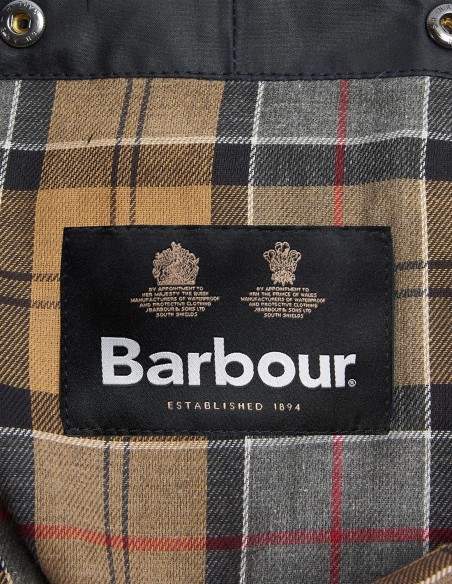 BY APPOINTMENT TO
HER MAJESTY THE QUEEN
MANUFACTURERS OF WATERPROOF
AND PROTECTIVE CLOTHING
J.BARBOUR & SONS LTD
SOUTH SHIELDS
BY APPOINTMENT TO
HRH THE PRINCE OF WALES
MANUFACTURERS OF WATERPROOF
AND PROTECTIVE CLOTHING
J.BARBOUR & SONS LTD
SOUTH SHIELDS
Barbour®
ESTABLISHED 1894